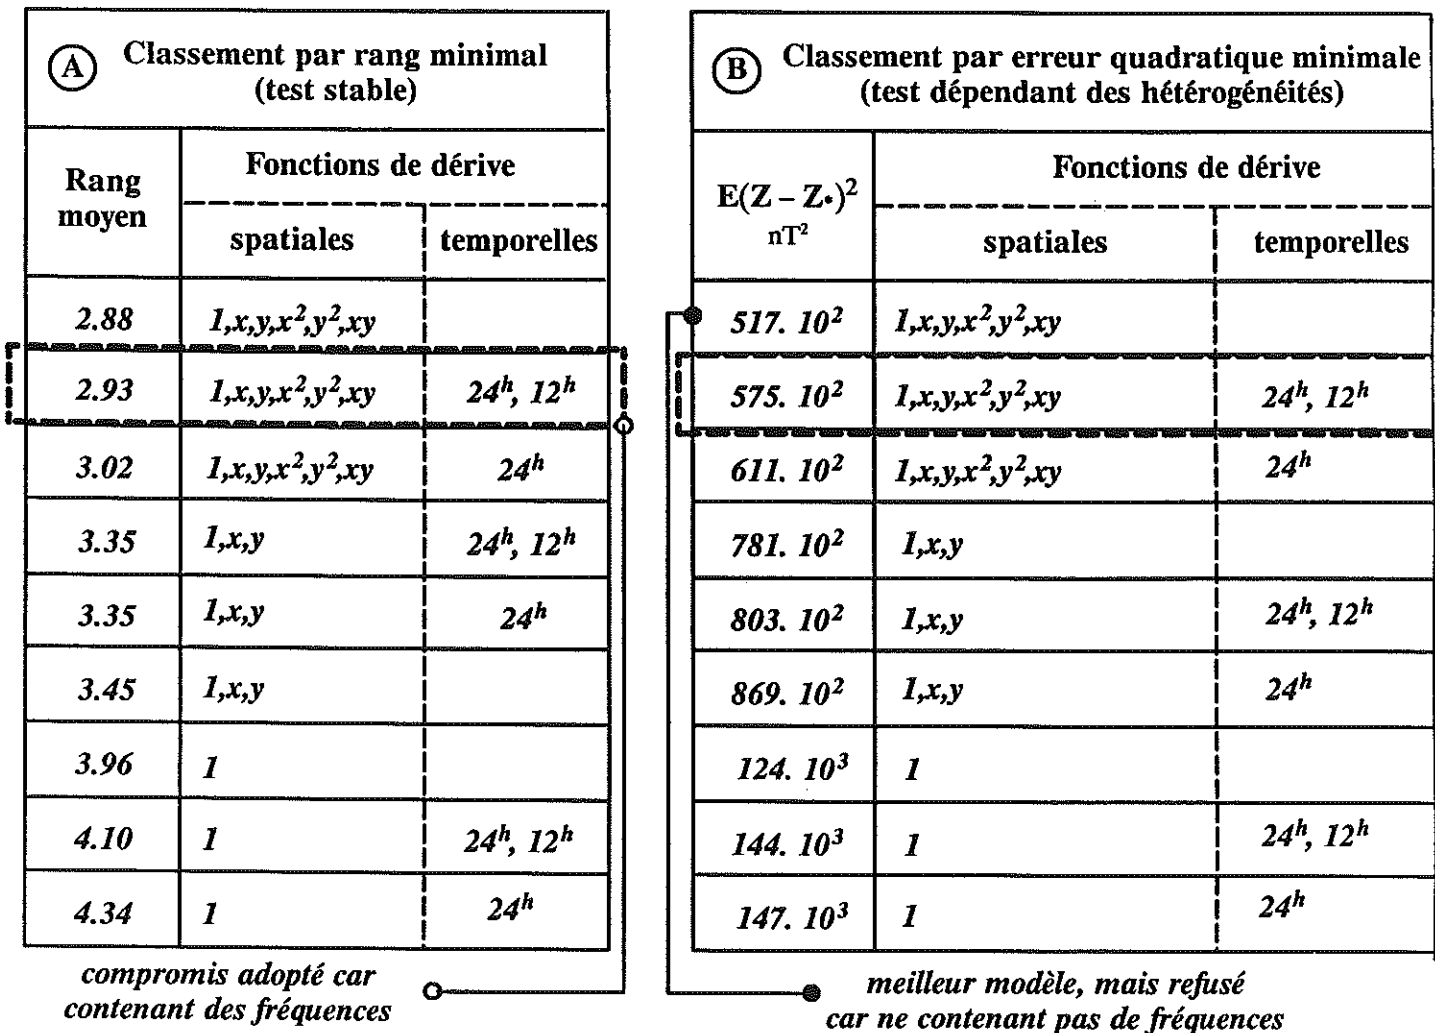 A Classement par rang minimal
(test stable)
Rang
moyen
Fonctions de dérive
spatiales temporelles
2.88 1,x,y,x²,y²,xy
2.93 1,x,y,x²,y²,xy 24ʰ, 12ʰ
3.02 1,x,y,x²,y²,xy 24ʰ
3.35 1,x,y 24ʰ, 12ʰ
3.35 1,x,y 24ʰ
3.45 1,x,y
3.96 1
4.10 1 24ʰ, 12ʰ
4.34 1 24ʰ
compromis adopté car
contenant des fréquences
B Classement par erreur quadratique minimale
(test dépendant des hétérogénéités)
E(Z – Z•)²
nT²
Fonctions de dérive
spatiales temporelles
517. 10² 1,x,y,x²,y²,xy
575. 10² 1,x,y,x²,y²,xy 24ʰ, 12ʰ
611. 10² 1,x,y,x²,y²,xy 24ʰ
781. 10² 1,x,y
803. 10² 1,x,y 24ʰ, 12ʰ
869. 10² 1,x,y 24ʰ
124. 10³ 1
144. 10³ 1 24ʰ, 12ʰ
147. 10³ 1 24ʰ
meilleur modèle, mais refusé
car ne contenant pas de fréquences